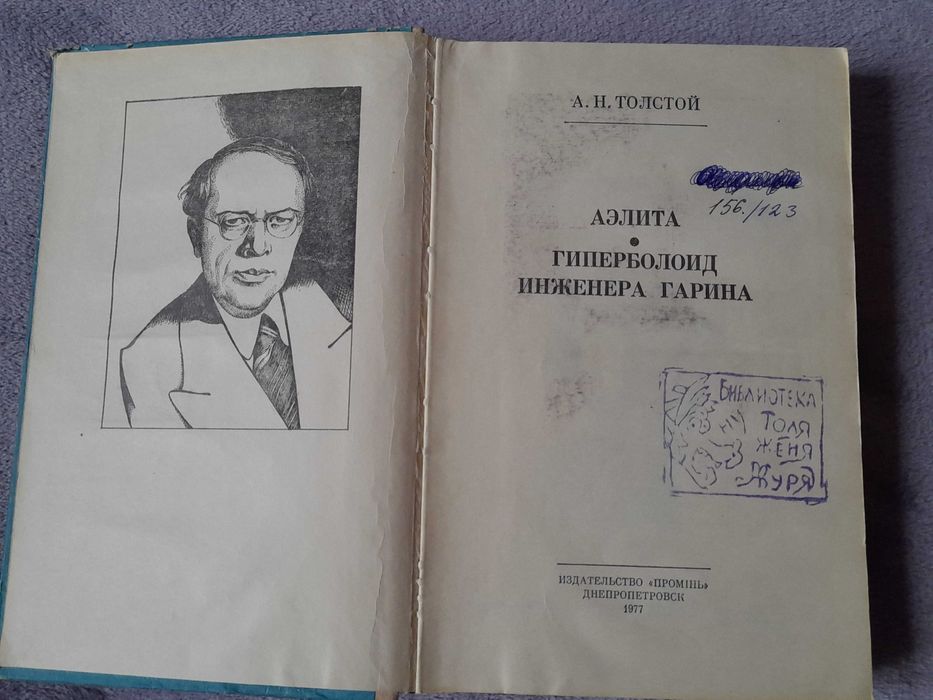 А. Н. ТОЛСТОЙ
156./123
АЭЛИТА
•
ГИПЕРБОЛОИД
ИНЖЕНЕРА ГАРИНА
БИБЛИОТЕКА
ТОЛЯ
ЖЕНЯ
ЖУРЯ
ИЗДАТЕЛЬСТВО «ПРОМІНЬ»
ДНЕПРОПЕТРОВСК
1977